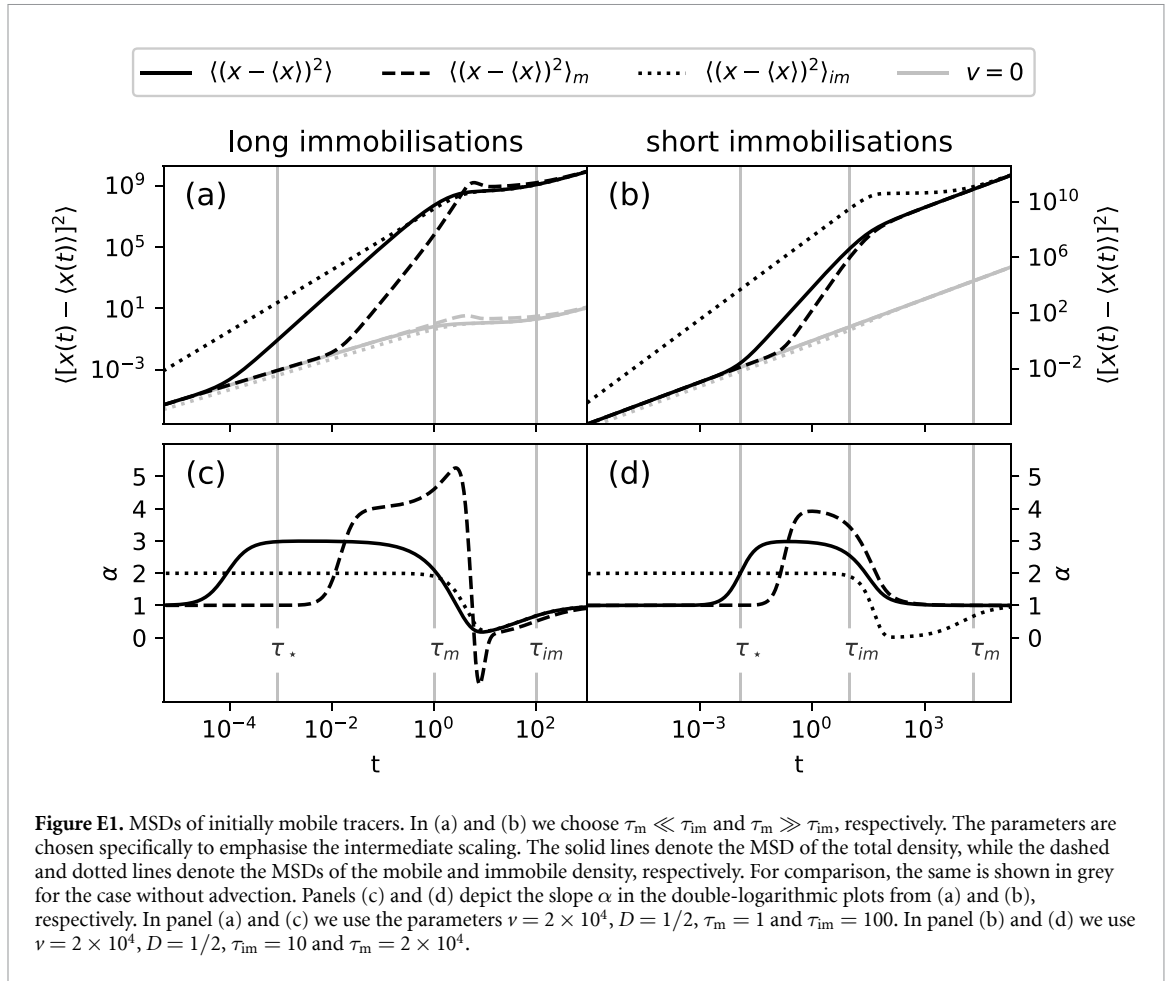 ⟨(x − ⟨x⟩)²⟩ ⟨(x − ⟨x⟩)²⟩m ⟨(x − ⟨x⟩)²⟩im v = 0
long immobilisations short immobilisations
(a) (b)
⟨[x(t) − ⟨x(t)⟩]²⟩
10⁹
10⁵
10¹
10⁻³
10¹⁰
10⁶
10²
10⁻²
⟨[x(t) − ⟨x(t)⟩]²⟩
(c) (d)
α
5
4
3
2
1
0
5
4
3
2
1
0
α
τ⋆ τm τim τ⋆ τim τm
10⁻⁴ 10⁻² 10⁰ 10² 10⁻³ 10⁰ 10³
t t
Figure E1. MSDs of initially mobile tracers. In (a) and (b) we choose τm ≪ τim and τm ≫ τim, respectively. The parameters are
chosen specifically to emphasise the intermediate scaling. The solid lines denote the MSD of the total density, while the dashed
and dotted lines denote the MSDs of the mobile and immobile density, respectively. For comparison, the same is shown in grey
for the case without advection. Panels (c) and (d) depict the slope α in the double-logarithmic plots from (a) and (b),
respectively. In panel (a) and (c) we use the parameters v = 2 × 10⁴, D = 1/2, τm = 1 and τim = 100. In panel (b) and (d) we use
v = 2 × 10⁴, D = 1/2, τim = 10 and τm = 2 × 10⁴.